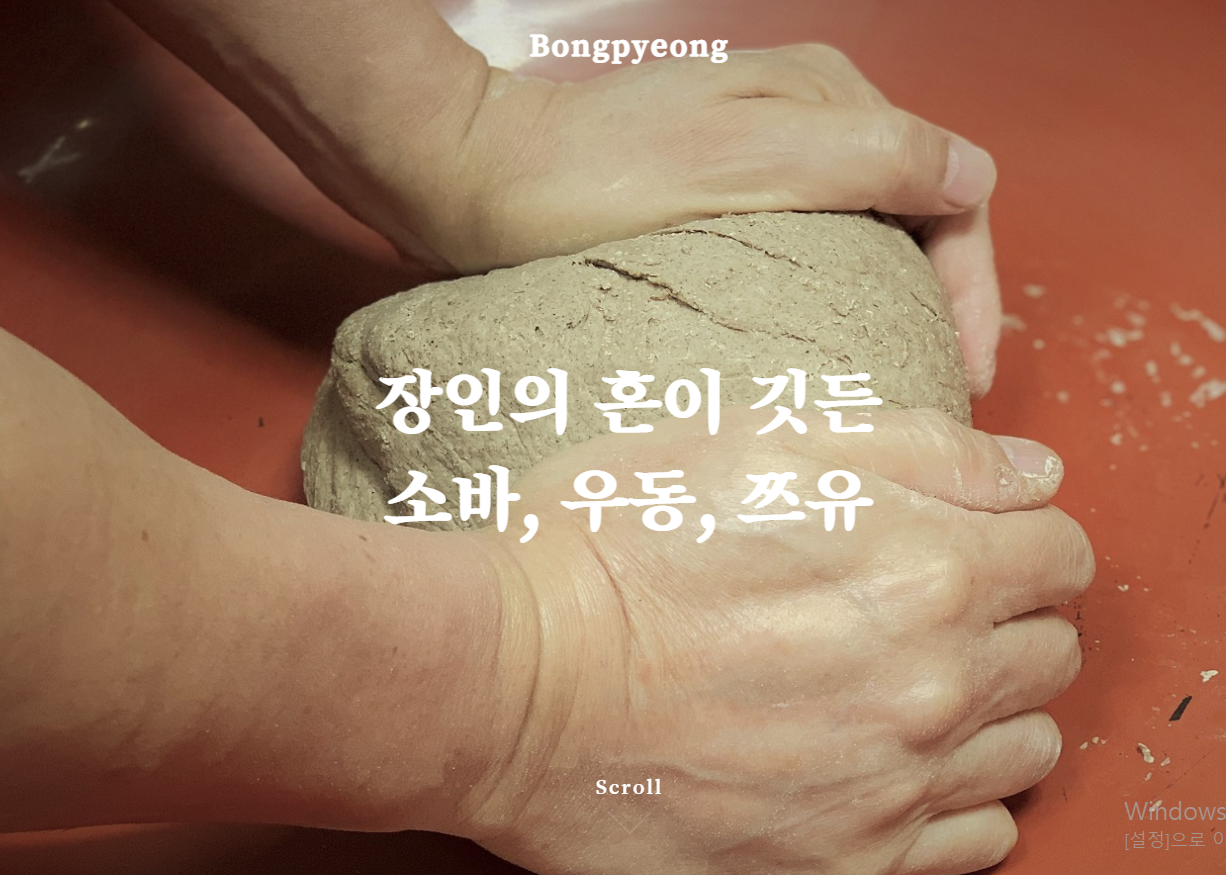 Bongpyeong
장인의 혼이 깃든
소바, 우동, 쯔유
Scroll
Windows
[설정]으로 이